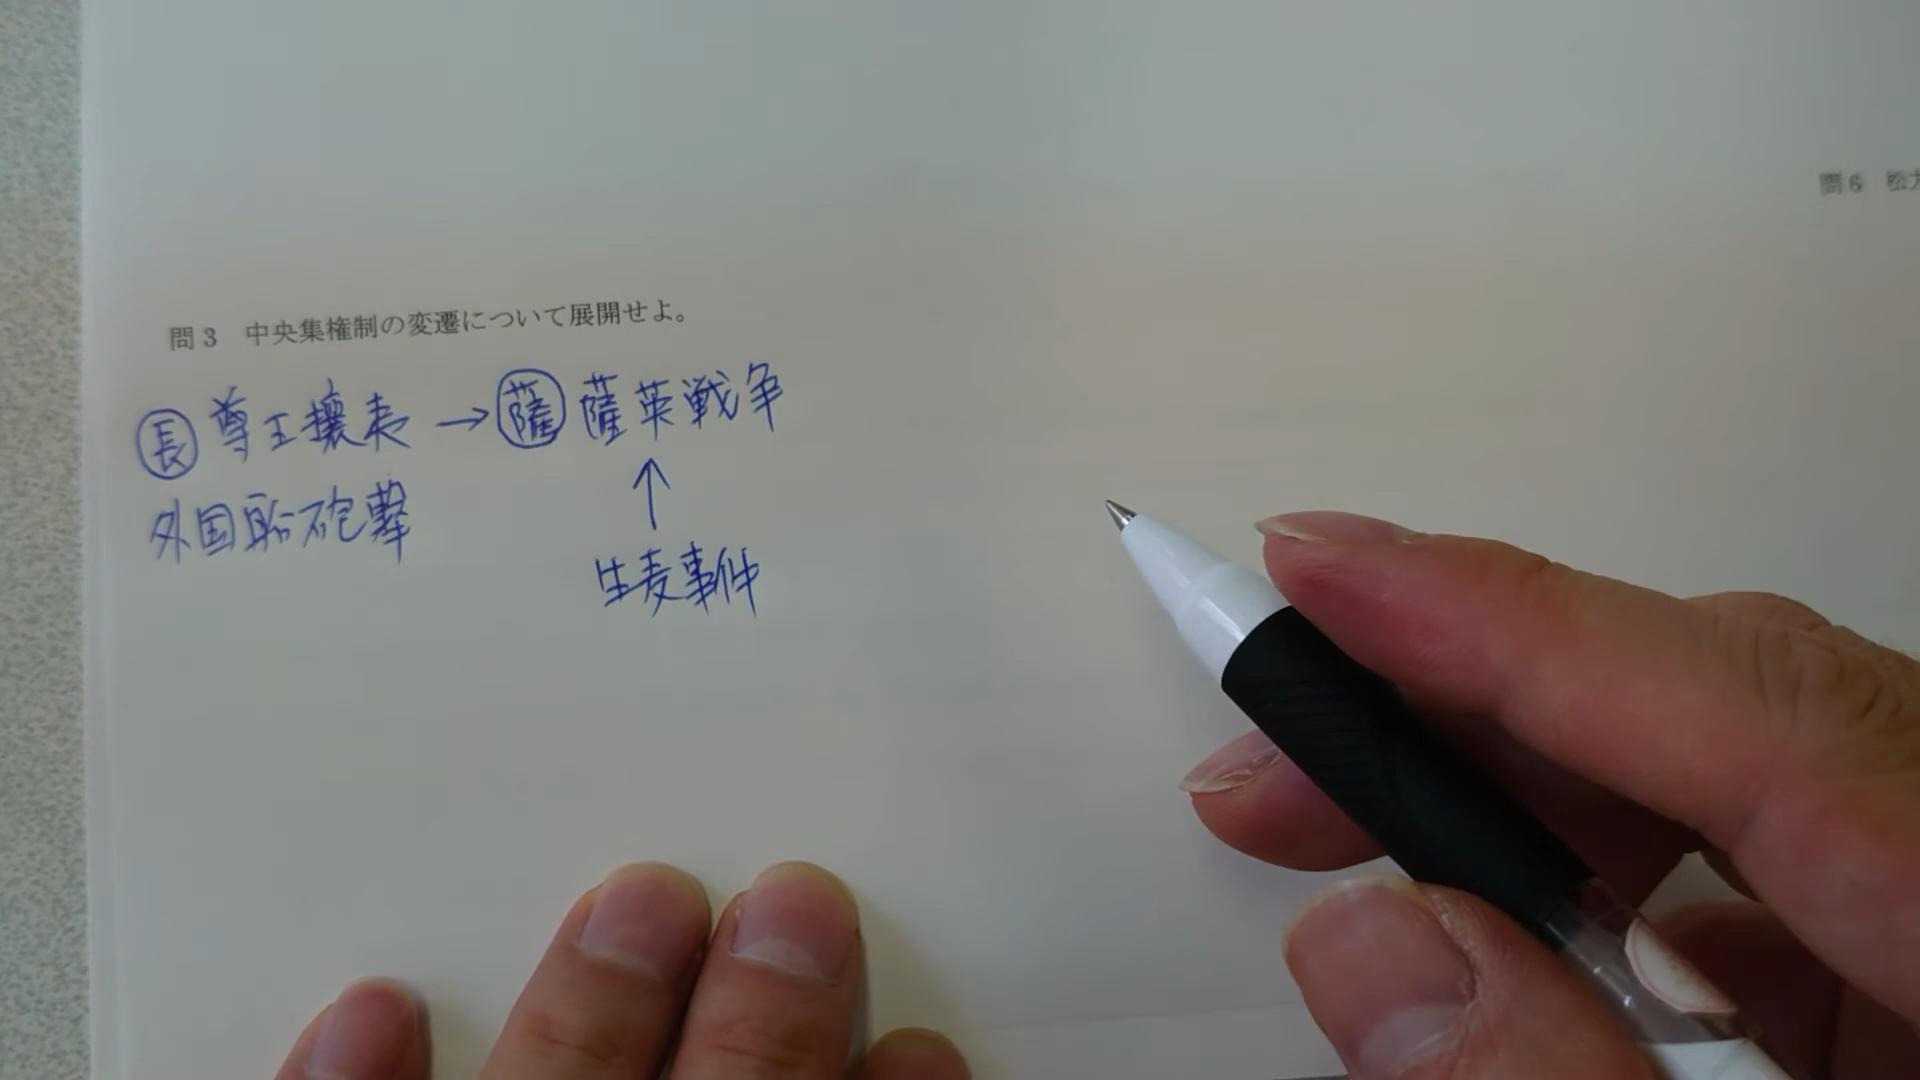 問3 中央集権制の変遷について展開せよ。
長 尊王攘夷 → 薩 薩英戦争
外国船砲撃
↑
生麦事件
問6